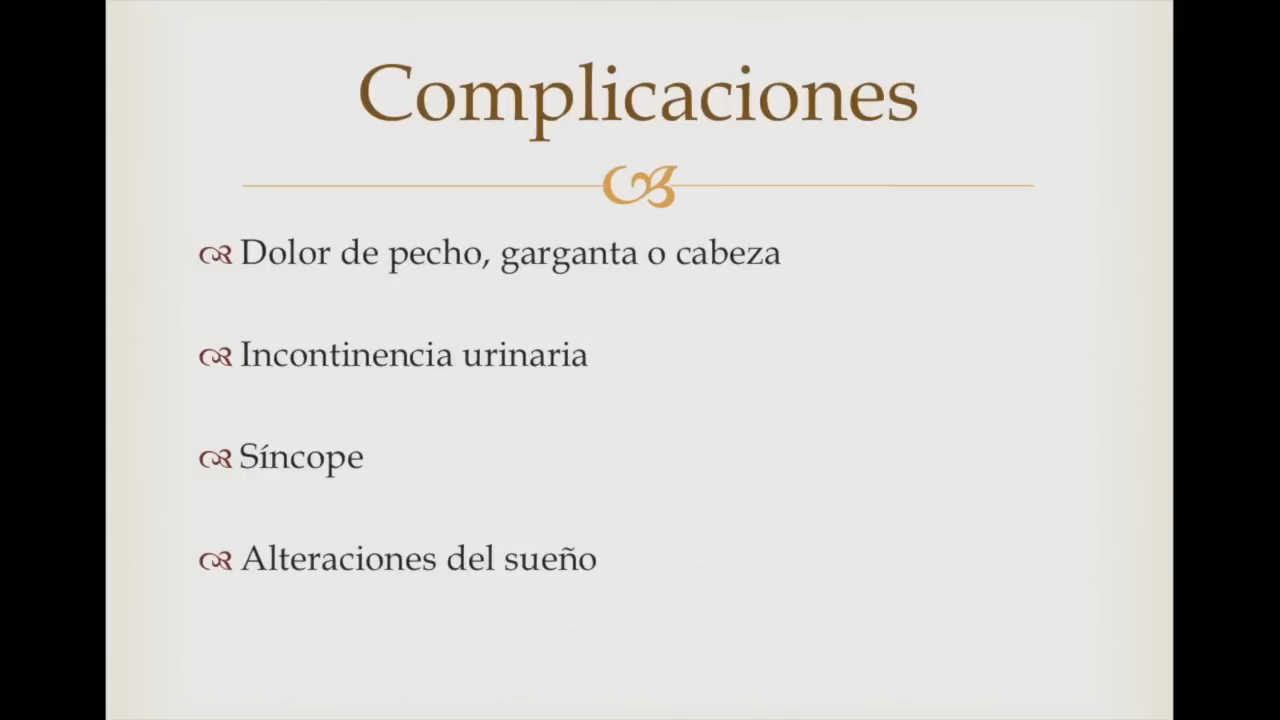 Complicaciones
Dolor de pecho, garganta o cabeza
Incontinencia urinaria
Síncope
Alteraciones del sueño